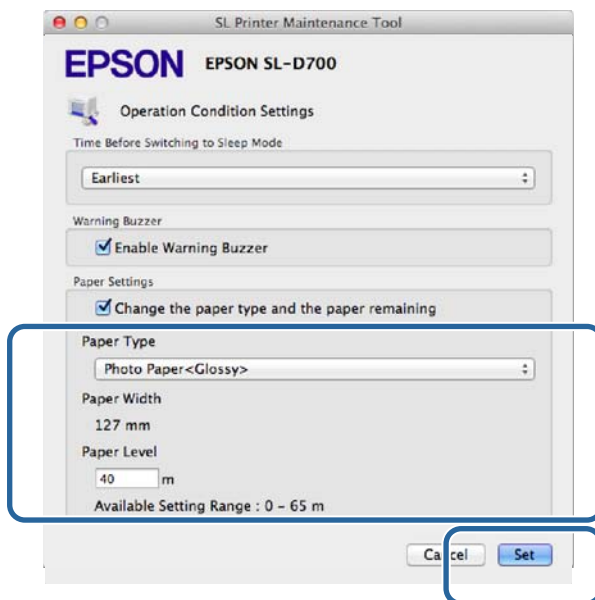 SL Printer Maintenance Tool
EPSON EPSON SL-D700
Operation Condition Settings
Time Before Switching to Sleep Mode
Earliest
Warning Buzzer
Enable Warning Buzzer
Paper Settings
Change the paper type and the paper remaining
Paper Type
Photo Paper<Glossy>
Paper Width
127 mm
Paper Level
40 m
Available Setting Range : 0 – 65 m
Cancel Set